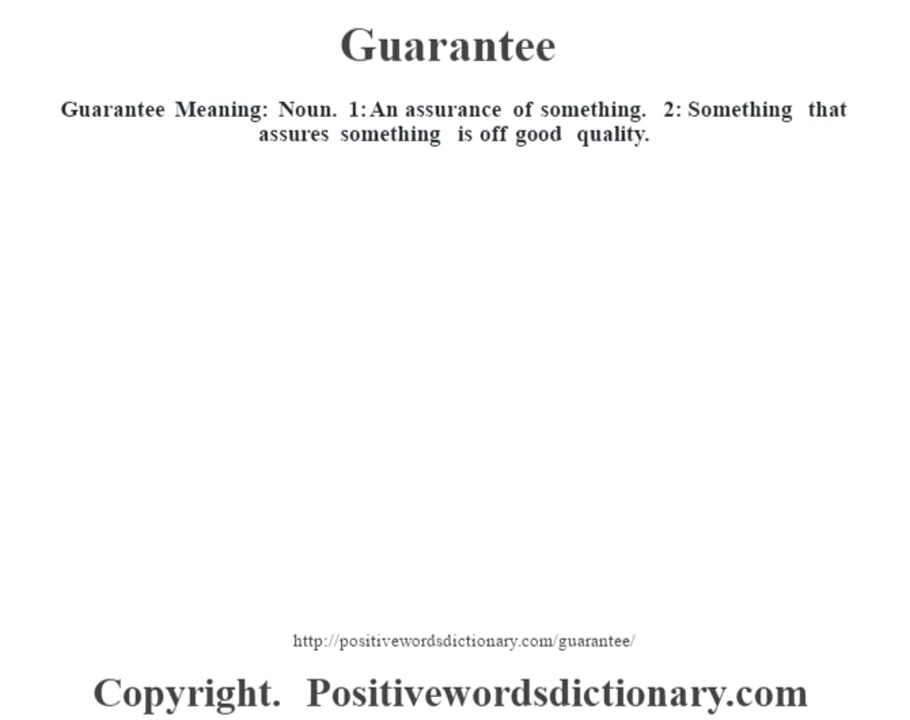 Guarantee
Guarantee Meaning: Noun. 1: An assurance of something. 2: Something that
assures something is off good quality.
http://positivewordsdictionary.com/guarantee/
Copyright. Positivewordsdictionary.com